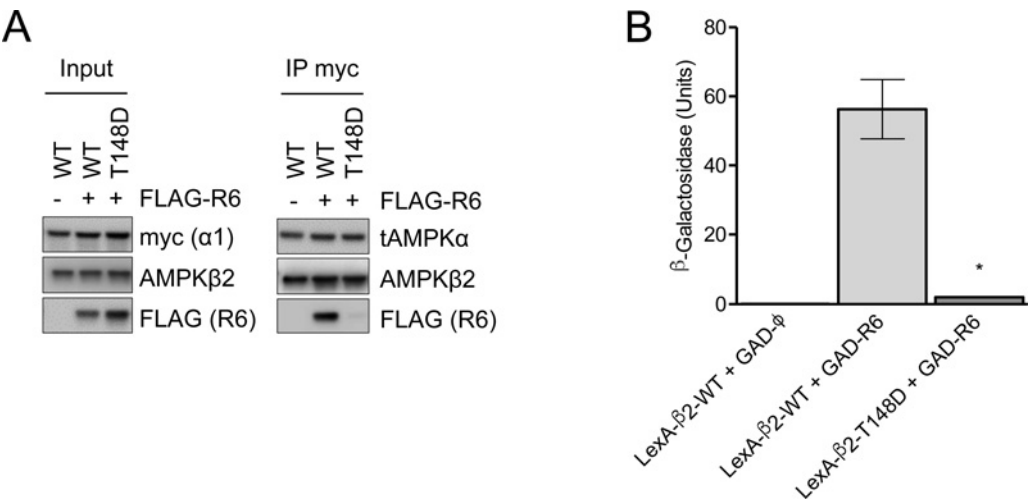 A
Input
IP myc
WT
WT
T148D
WT
WT
T148D
- + + FLAG-R6
- + + FLAG-R6
myc (α1)
tAMPKα
AMPKβ2
AMPKβ2
FLAG (R6)
FLAG (R6)
B
β-Galactosidase (Units)
80
60
40
20
0
*
LexA-β2-WT + GAD-ϕ
LexA-β2-WT + GAD-R6
LexA-β2-T148D + GAD-R6